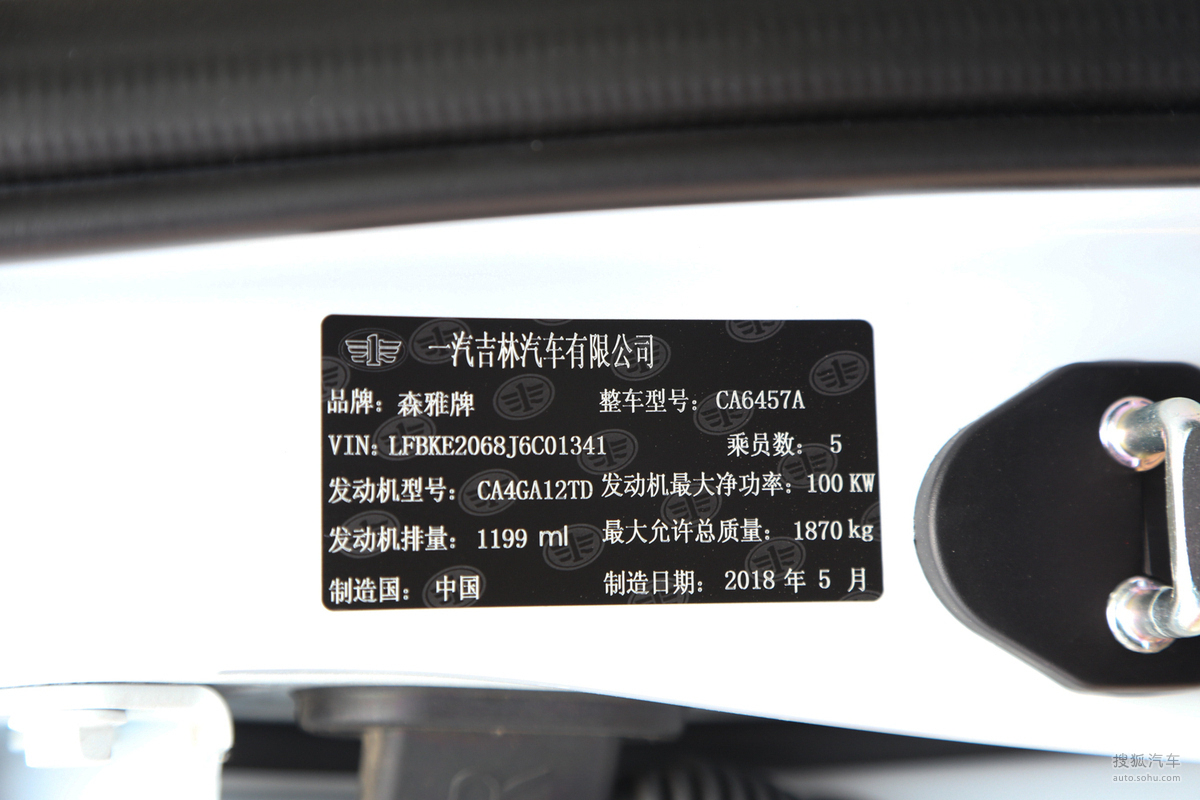 一汽吉林汽车有限公司
品牌：森雅牌 整车型号：CA6457A
VIN：LFBKE2068J6C01341 乘员数：5
发动机型号：CA4GA12TD 发动机最大净功率：100 KW
发动机排量：1199 ml 最大允许总质量：1870 kg
制造国：中国 制造日期：2018 年 5 月
搜狐汽车
auto.sohu.com